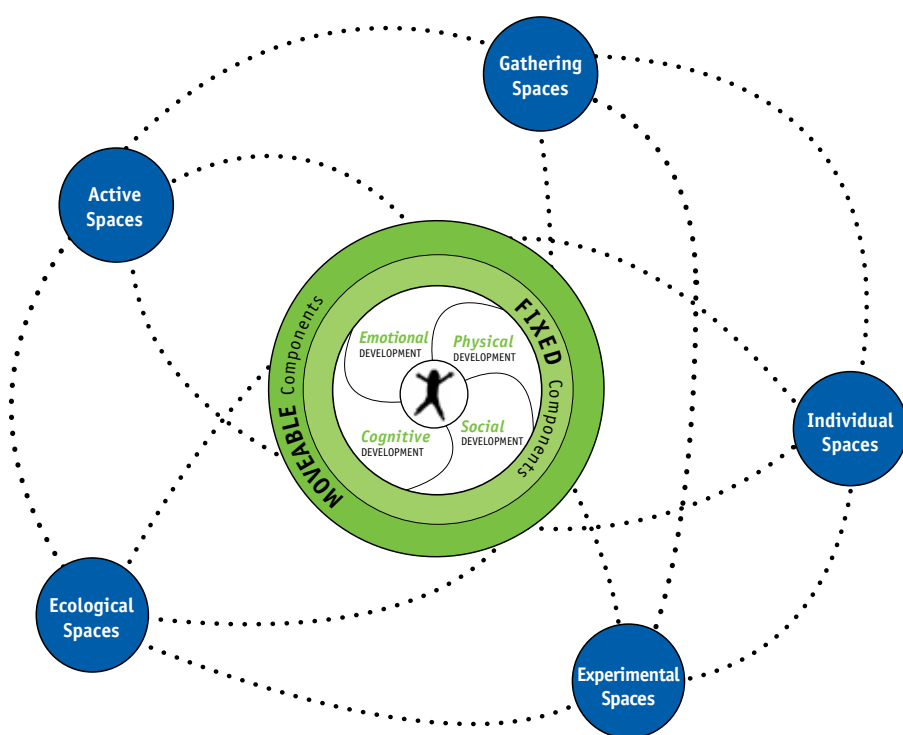 Gathering
Spaces
Active
Spaces
MOVEABLE Components
FIXED Components
Emotional
DEVELOPMENT
Physical
DEVELOPMENT
Cognitive
DEVELOPMENT
Social
DEVELOPMENT
Individual
Spaces
Ecological
Spaces
Experimental
Spaces